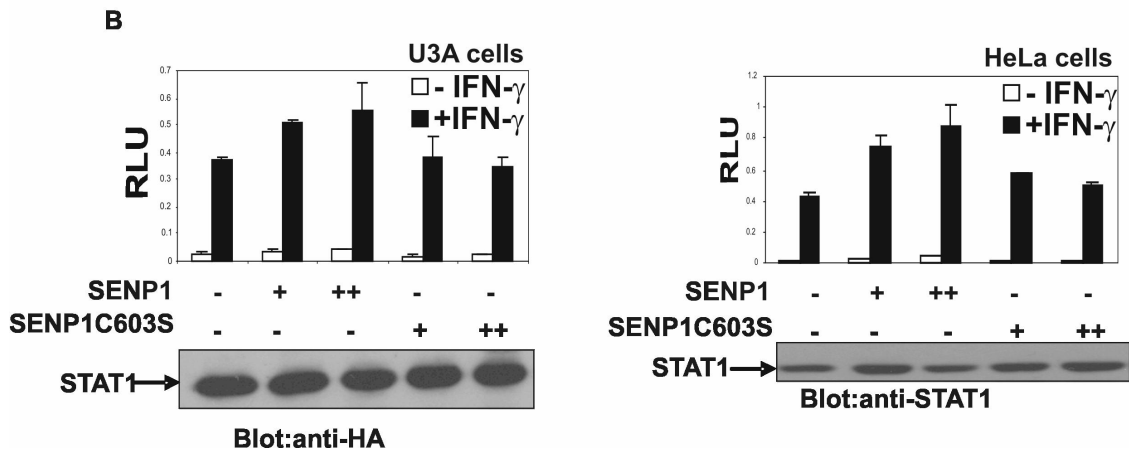 B
U3A cells
- IFN-γ
+IFN-γ
RLU
0.7
0.6
0.5
0.4
0.3
0.2
0.1
0
SENP1 - + ++ - -
SENP1C603S - - - + ++
STAT1
Blot:anti-HA
HeLa cells
- IFN-γ
+IFN-γ
RLU
1.2
1
0.8
0.6
0.4
0.2
0
SENP1 - + ++ - -
SENP1C603S - - - + ++
STAT1
Blot:anti-STAT1